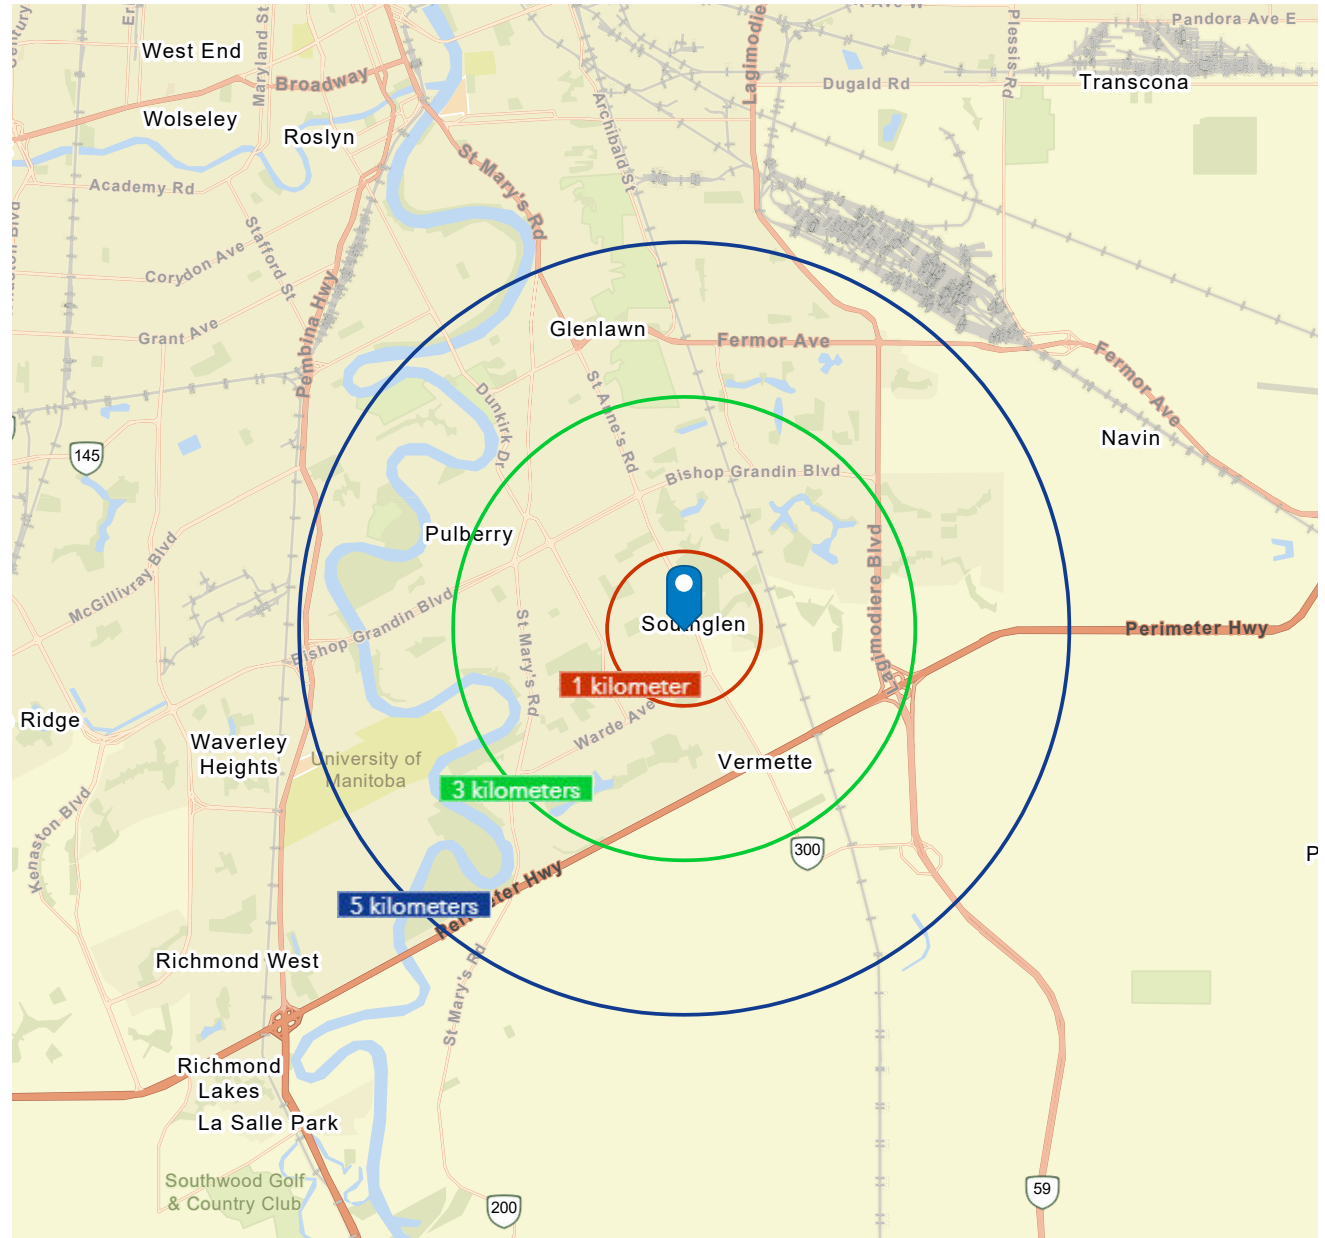 Pandora Ave E
West End
Maryland St
Broadway
Lagimodie
Plessis Rd
Dugald Rd
Transcona
Wolseley
Roslyn
Archibald St
St Mary's Rd
Academy Rd
Stafford St
Corydon Ave
Pembina Hwy
Grant Ave
Glenlawn
Fermor Ave
Fermor Ave
St Anne's Rd
Dunkirk Dr
Navin
145
Bishop Grandin Blvd
Pulberry
McGillivray Blvd
Lagimodiere Blvd
Bishop Grandin Blvd
St Mary's Rd
Perimeter Hwy
1 kilometer
Ridge
Warde Ave
Waverley
Heights
University of
Manitoba
Vermette
3 kilometers
Kenaston Blvd
300
P
5 kilometers
St Mary's Rd
Richmond West
Richmond
Lakes
La Salle Park
Southwood Golf
& Country Club
200
59